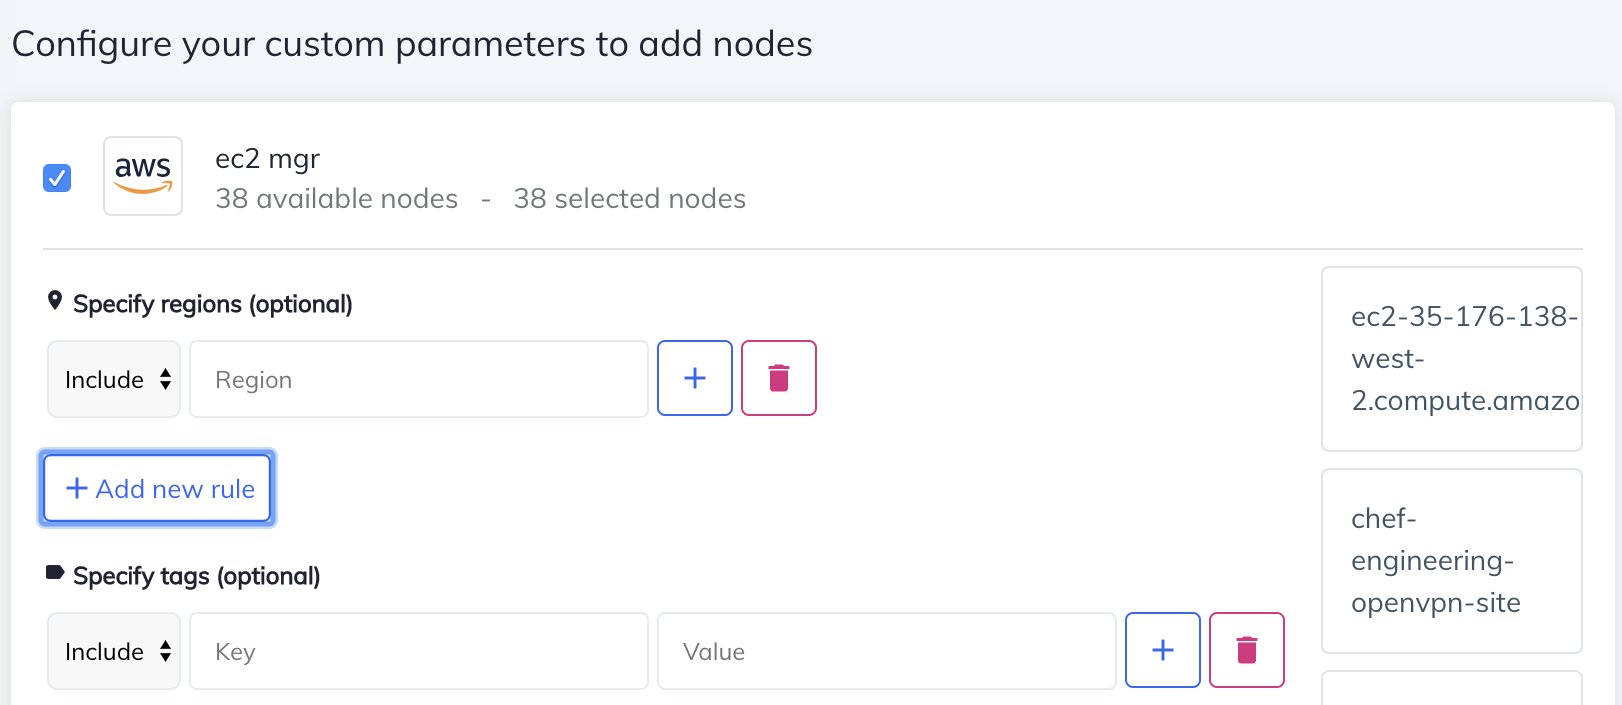 Configure your custom parameters to add nodes
aws
ec2 mgr
38 available nodes - 38 selected nodes
Specify regions (optional)
Include Region
+ Add new rule
Specify tags (optional)
Include Key Value
ec2-35-176-138-
west-
2.compute.amazo
chef-
engineering-
openvpn-site